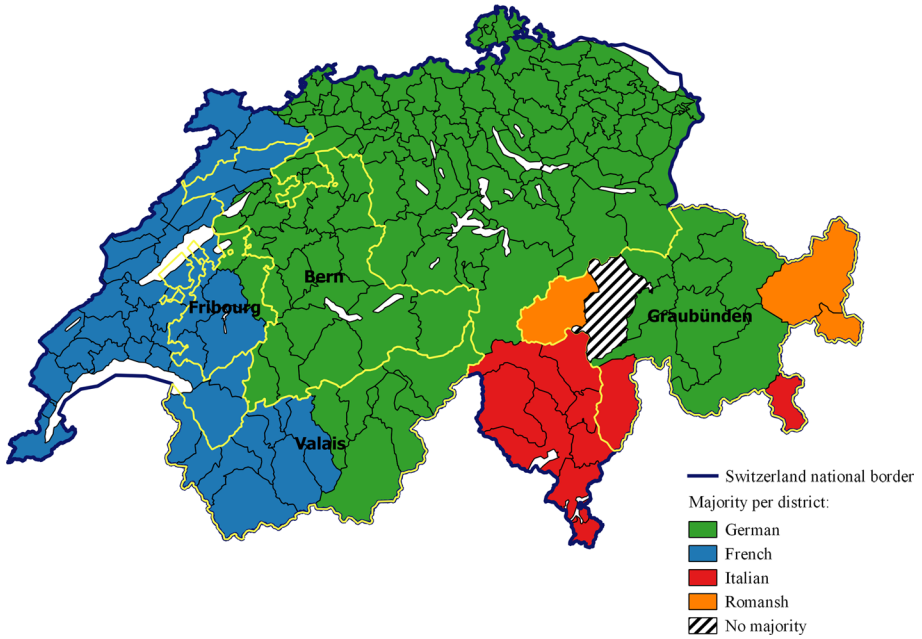 Bern
Fribourg
Graubünden
Valais
Switzerland national border
Majority per district:
German
French
Italian
Romansh
No majority